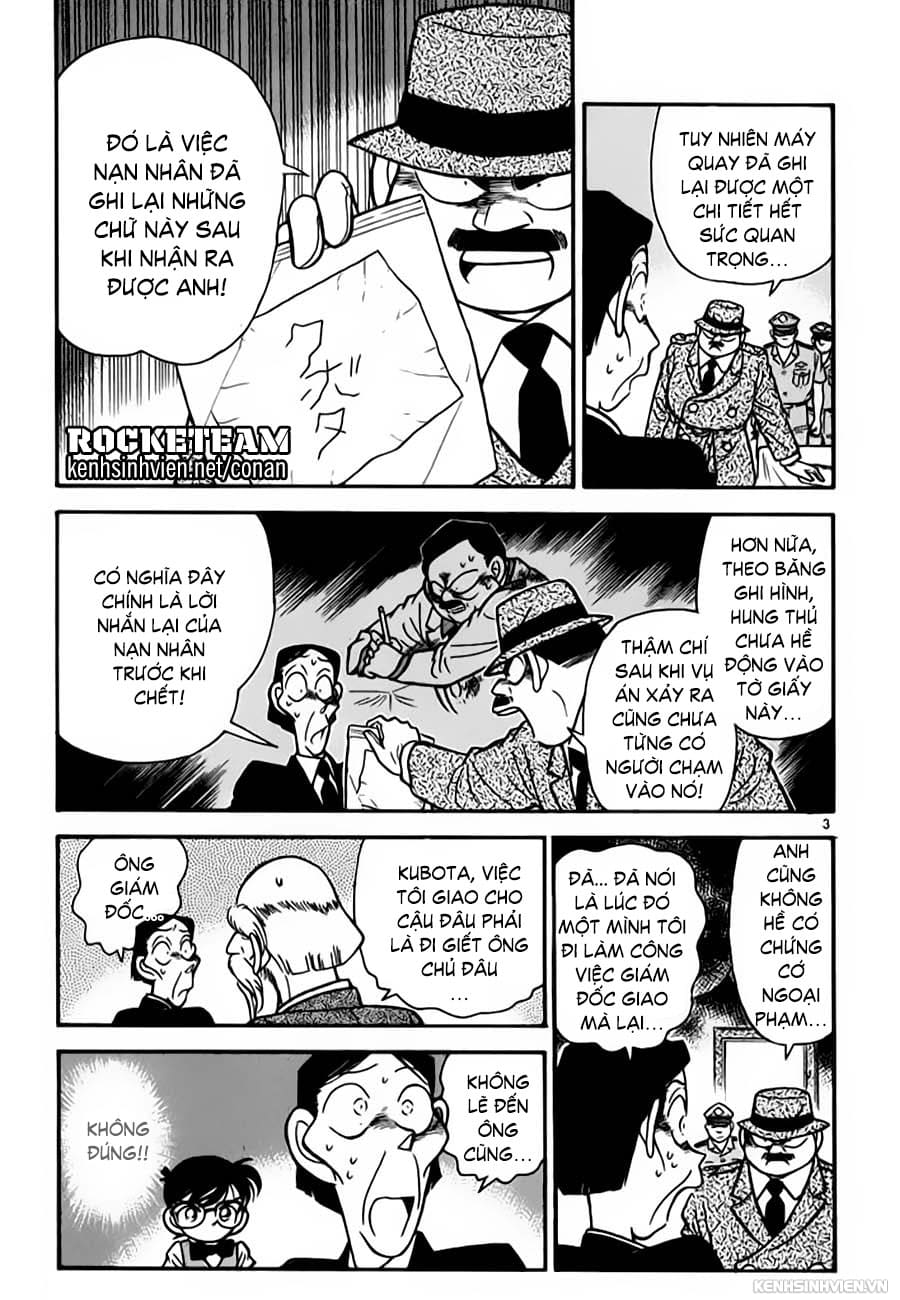 TUY NHIÊN MÁY
QUAY ĐÃ GHI
LẠI ĐƯỢC MỘT
CHI TIẾT HẾT
SỨC QUAN
TRỌNG...
ĐÓ LÀ VIỆC
NẠN NHÂN ĐÃ
GHI LẠI NHỮNG
CHỮ NÀY SAU
KHI NHẬN RA
ĐƯỢC ANH!
クボタ
ROCKETEAM
kenhsinhvien.net/conan
HƠN NỮA,
THEO BĂNG
GHI HÌNH,
HUNG THỦ
CHƯA HỀ
ĐỘNG VÀO
TỜ GIẤY
NÀY...
THẬM CHÍ
SAU KHI VỤ
ÁN XẢY RA
CŨNG CHƯA
TỪNG CÓ
NGƯỜI CHẠM
VÀO NÓ!
CÓ NGHĨA ĐÂY
CHÍNH LÀ LỜI
NHẮN LẠI CỦA
NẠN NHÂN
TRƯỚC KHI
CHẾT!
3
ANH
CŨNG
KHÔNG
HỀ CÓ
CHỨNG
CỚ
NGOẠI
PHẠM...
ĐÃ... ĐÃ NÓI
LÀ LÚC ĐÓ
MỘT MÌNH TÔI
ĐI LÀM CÔNG
VIỆC GIÁM
ĐỐC GIAO
MÀ LẠI...
KUBOTA, VIỆC
TÔI GIAO CHO
CẬU ĐÂU PHẢI
LÀ ĐI GIẾT ÔNG
CHỦ ĐÂU
...
ÔNG
GIÁM
ĐỐC...
KHÔNG
LẼ ĐẾN
ÔNG
CŨNG...
KHÔNG
ĐÚNG!!
KENHSINHVIEN.VN